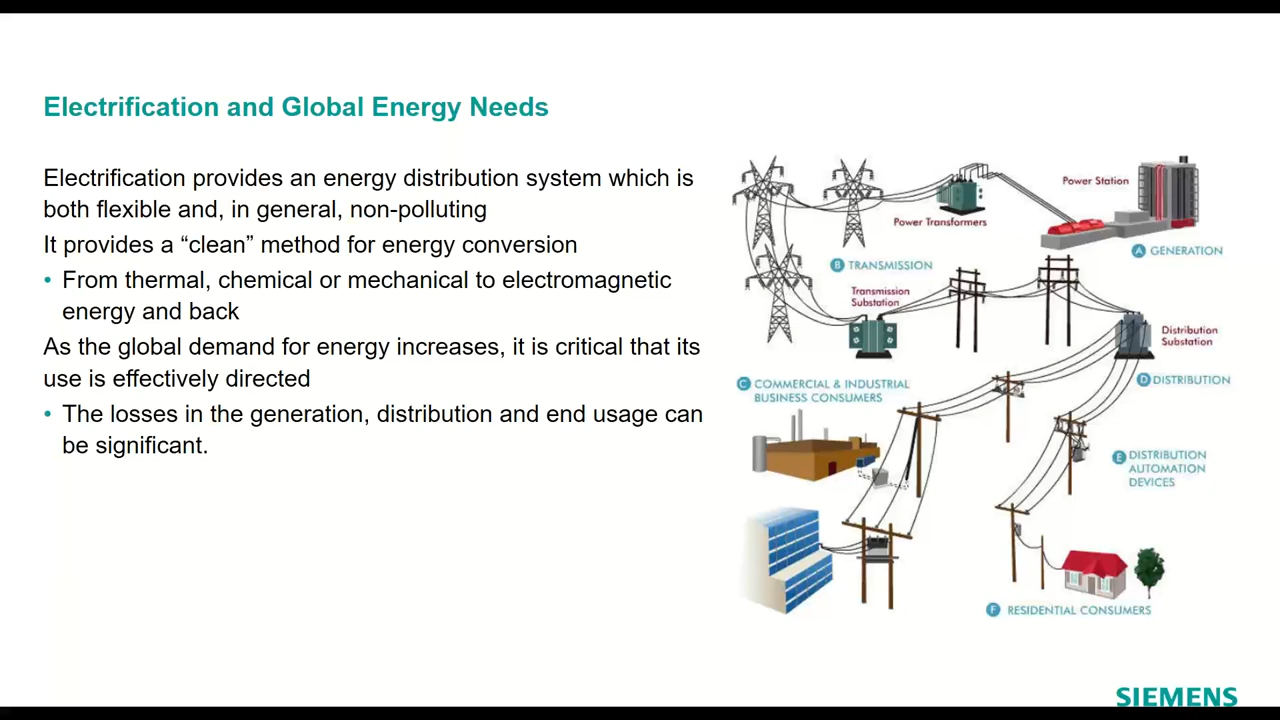 Electrification and Global Energy Needs
Electrification provides an energy distribution system which is
both flexible and, in general, non-polluting
It provides a “clean” method for energy conversion
• From thermal, chemical or mechanical to electromagnetic
energy and back
As the global demand for energy increases, it is critical that its
use is effectively directed
• The losses in the generation, distribution and end usage can
be significant.
Power Station
Power Transformers
A GENERATION
B TRANSMISSION
Transmission
Substation
Distribution
Substation
D DISTRIBUTION
C COMMERCIAL & INDUSTRIAL
BUSINESS CONSUMERS
E DISTRIBUTION
AUTOMATION
DEVICES
F RESIDENTIAL CONSUMERS
SIEMENS